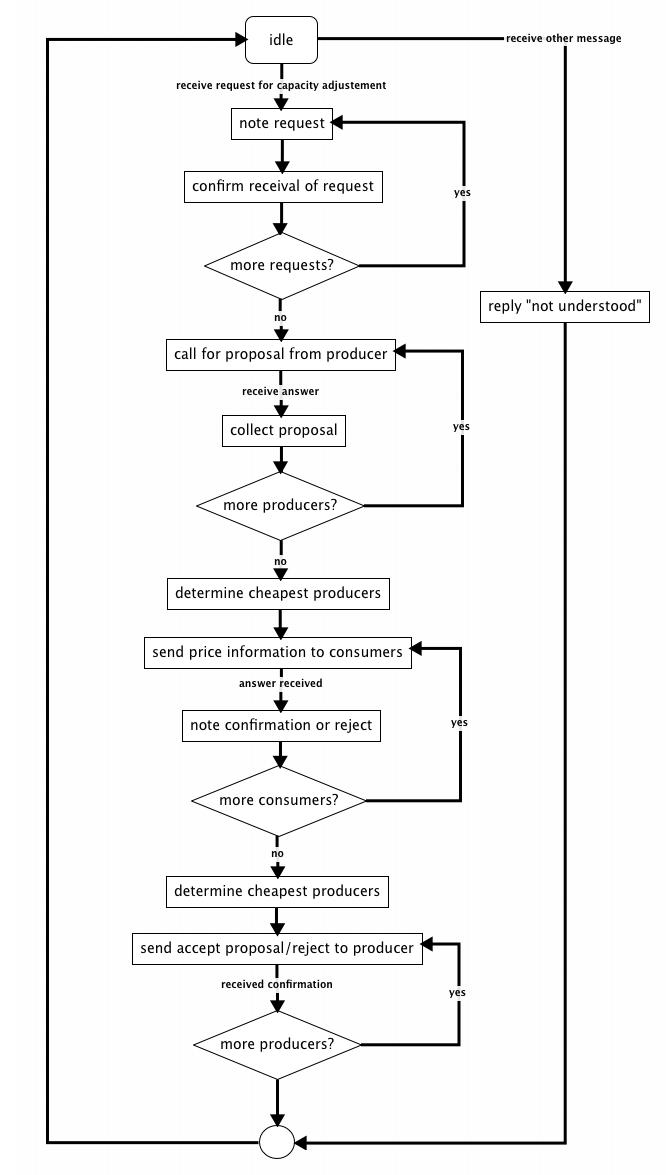 idle
receive other message
receive request for capacity adjustement
note request
confirm receival of request
yes
more requests?
reply "not understood"
no
call for proposal from producer
receive answer
collect proposal
yes
more producers?
no
determine cheapest producers
send price information to consumers
answer received
note confirmation or reject
yes
more consumers?
no
determine cheapest producers
send accept proposal/reject to producer
received confirmation
yes
more producers?